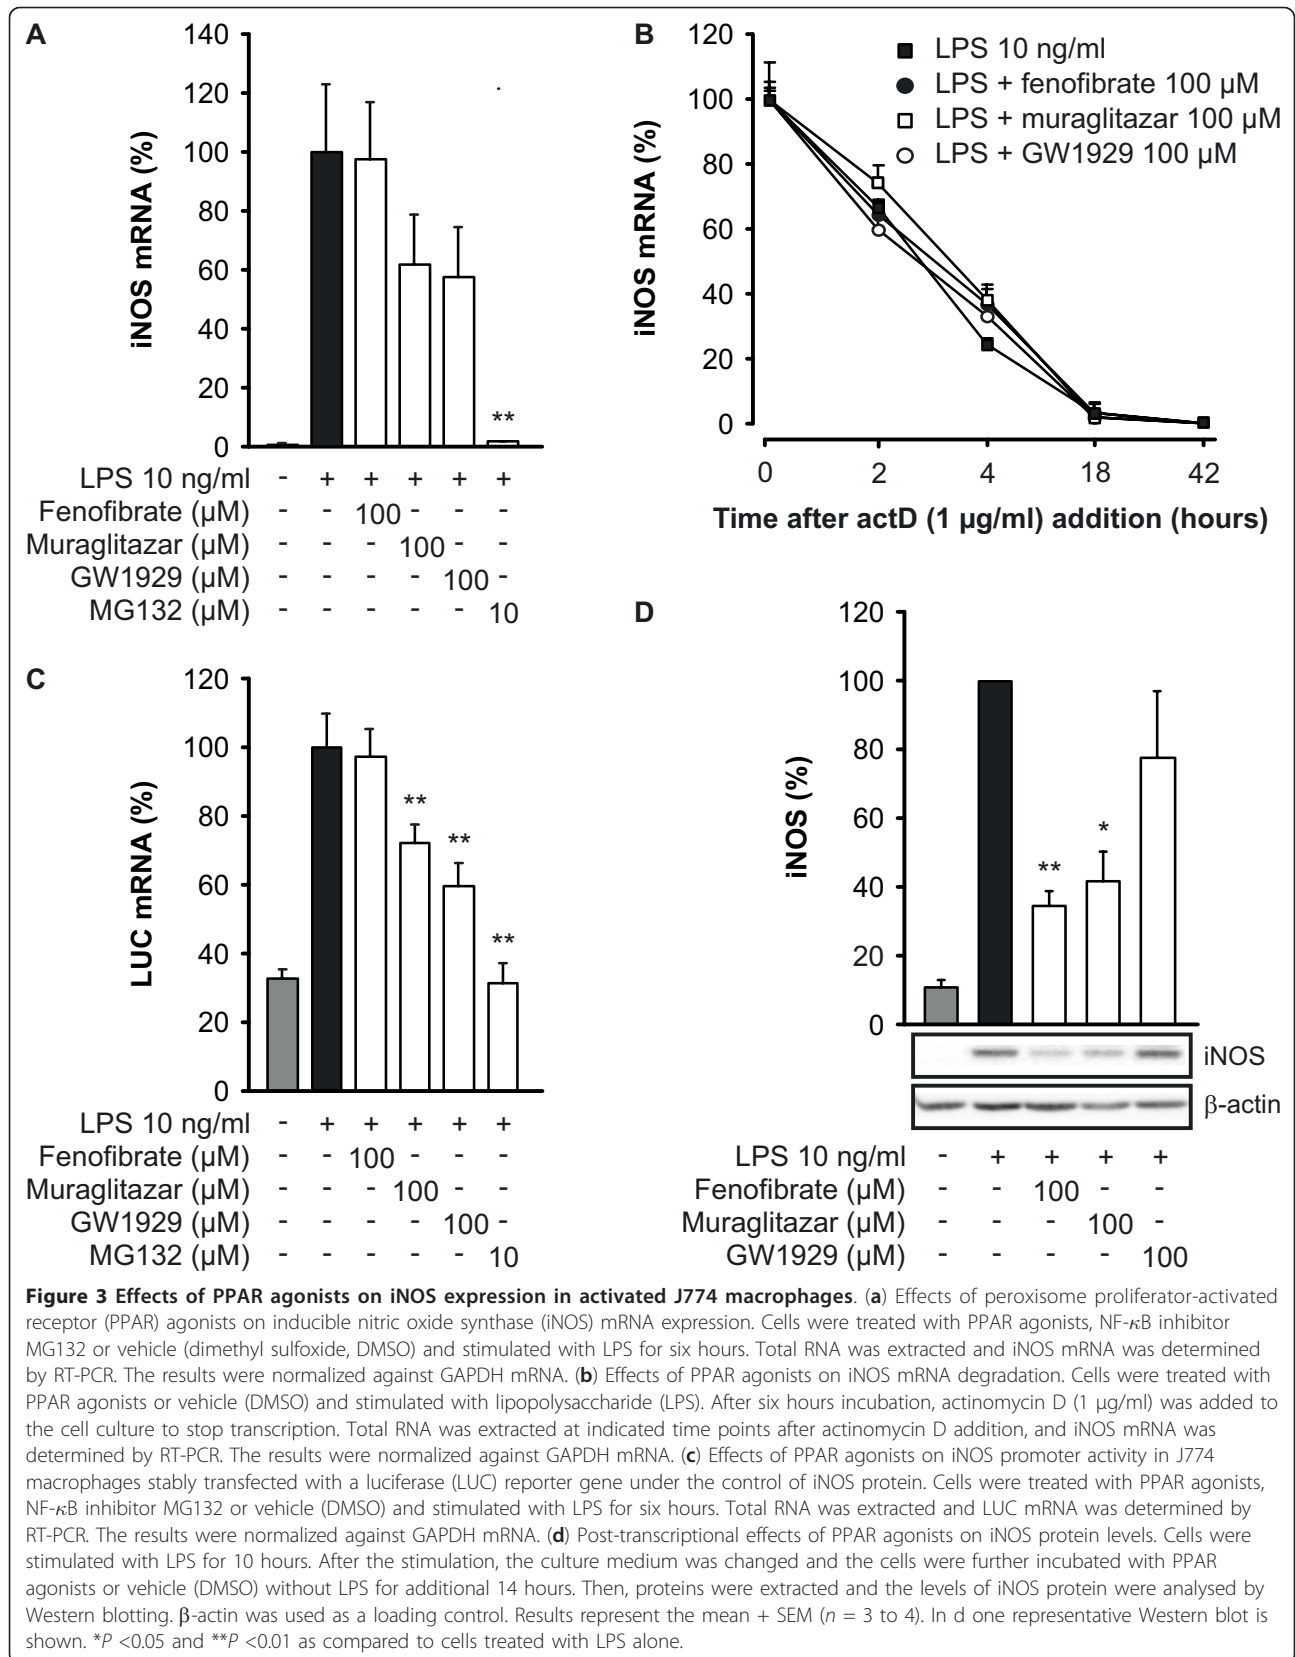 A
140
120
100
80
60
40
20
0
iNOS mRNA (%)
**
LPS 10 ng/ml - + + + + +
Fenofibrate (µM) - - 100 - - -
Muraglitazar (µM) - - - 100 - -
GW1929 (µM) - - - - 100 -
MG132 (µM) - - - - - 10
B
120
100
80
60
40
20
0
iNOS mRNA (%)
LPS 10 ng/ml
LPS + fenofibrate 100 µM
LPS + muraglitazar 100 µM
LPS + GW1929 100 µM
0 2 4 18 42
Time after actD (1 µg/ml) addition (hours)
C
120
100
80
60
40
20
0
LUC mRNA (%)
**
**
**
LPS 10 ng/ml - + + + + +
Fenofibrate (µM) - - 100 - - -
Muraglitazar (µM) - - - 100 - -
GW1929 (µM) - - - - 100 -
MG132 (µM) - - - - - 10
D
120
100
80
60
40
20
0
iNOS (%)
**
*
iNOS
β-actin
LPS 10 ng/ml - + + + +
Fenofibrate (µM) - - 100 - -
Muraglitazar (µM) - - - 100 -
GW1929 (µM) - - - - 100
Figure 3 Effects of PPAR agonists on iNOS expression in activated J774 macrophages. (a) Effects of peroxisome proliferator-activated
receptor (PPAR) agonists on inducible nitric oxide synthase (iNOS) mRNA expression. Cells were treated with PPAR agonists, NF-κB inhibitor
MG132 or vehicle (dimethyl sulfoxide, DMSO) and stimulated with LPS for six hours. Total RNA was extracted and iNOS mRNA was determined
by RT-PCR. The results were normalized against GAPDH mRNA. (b) Effects of PPAR agonists on iNOS mRNA degradation. Cells were treated with
PPAR agonists or vehicle (DMSO) and stimulated with lipopolysaccharide (LPS). After six hours incubation, actinomycin D (1 µg/ml) was added to
the cell culture to stop transcription. Total RNA was extracted at indicated time points after actinomycin D addition, and iNOS mRNA was
determined by RT-PCR. The results were normalized against GAPDH mRNA. (c) Effects of PPAR agonists on iNOS promoter activity in J774
macrophages stably transfected with a luciferase (LUC) reporter gene under the control of iNOS protein. Cells were treated with PPAR agonists,
NF-κB inhibitor MG132 or vehicle (DMSO) and stimulated with LPS for six hours. Total RNA was extracted and LUC mRNA was determined by
RT-PCR. The results were normalized against GAPDH mRNA. (d) Post-transcriptional effects of PPAR agonists on iNOS protein levels. Cells were
stimulated with LPS for 10 hours. After the stimulation, the culture medium was changed and the cells were further incubated with PPAR
agonists or vehicle (DMSO) without LPS for additional 14 hours. Then, proteins were extracted and the levels of iNOS protein were analysed by
Western blotting. β-actin was used as a loading control. Results represent the mean + SEM (n = 3 to 4). In d one representative Western blot is
shown. *P <0.05 and **P <0.01 as compared to cells treated with LPS alone.